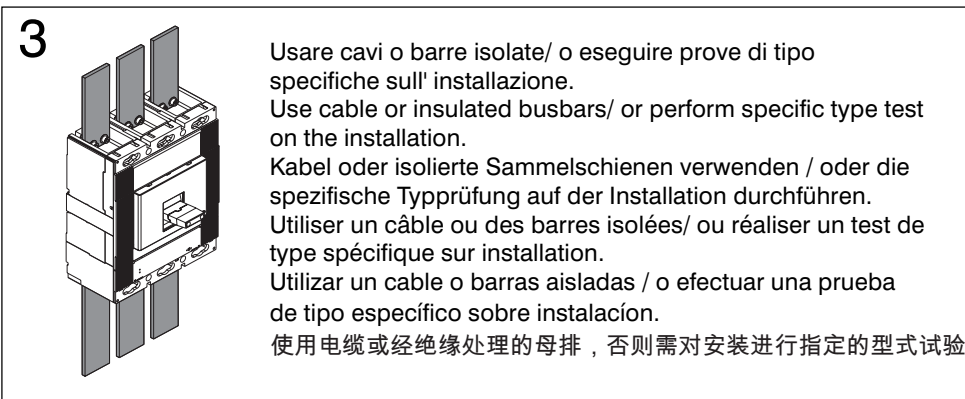 3
Usare cavi o barre isolate/ o eseguire prove di tipo
specifiche sull' installazione.
Use cable or insulated busbars/ or perform specific type test
on the installation.
Kabel oder isolierte Sammelschienen verwenden / oder die
spezifische Typprüfung auf der Installation durchführen.
Utiliser un câble ou des barres isolées/ ou réaliser un test de
type spécifique sur installation.
Utilizar un cable o barras aisladas / o efectuar una prueba
de tipo específico sobre instalacíon.
使用电缆或经绝缘处理的母排，否则需对安装进行指定的型式试验